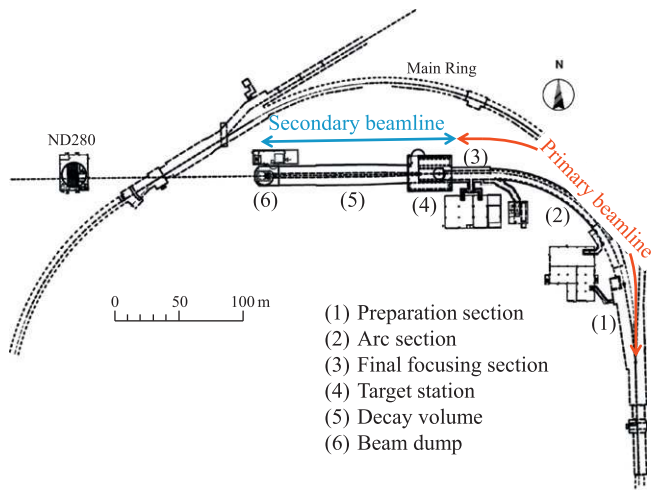 N
Main Ring
Secondary beamline
ND280
Primary beamline
(3)
(6)
(5)
(4)
(2)
(1)
0 50 100 m
(1) Preparation section
(2) Arc section
(3) Final focusing section
(4) Target station
(5) Decay volume
(6) Beam dump